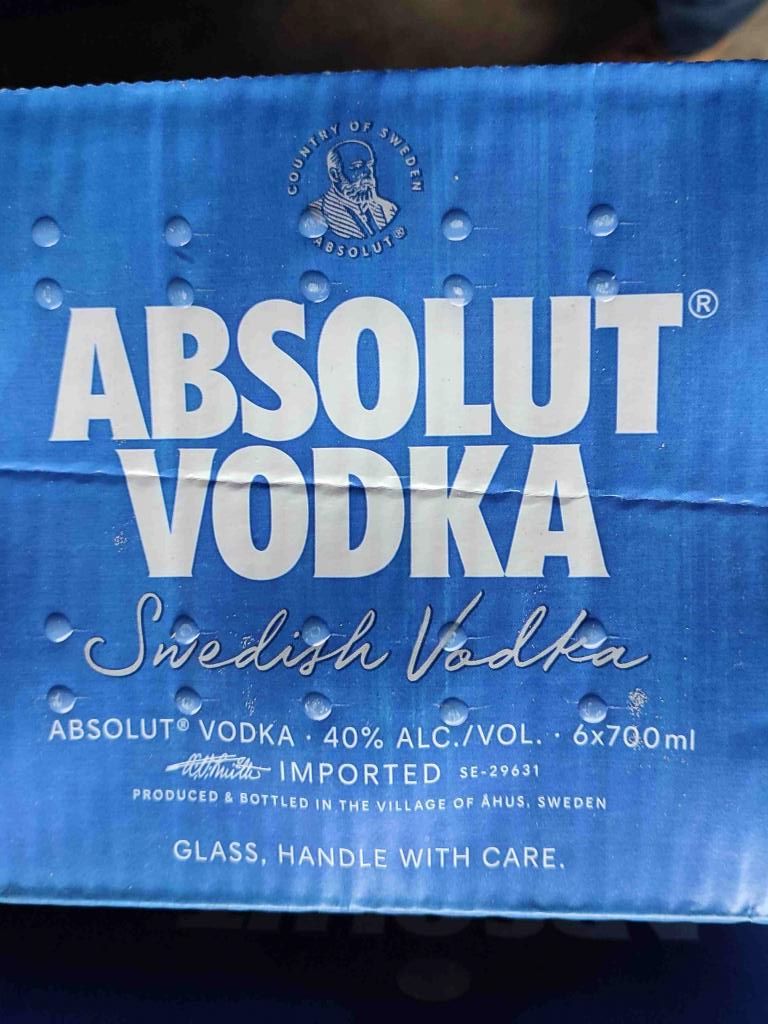 COUNTRY OF SWEDEN
ABSOLUT®
ABSOLUT®
VODKA
Swedish Vodka
ABSOLUT® VODKA · 40% ALC./VOL. · 6x700ml
IMPORTED SE-29631
PRODUCED & BOTTLED IN THE VILLAGE OF ÅHUS, SWEDEN
GLASS, HANDLE WITH CARE.